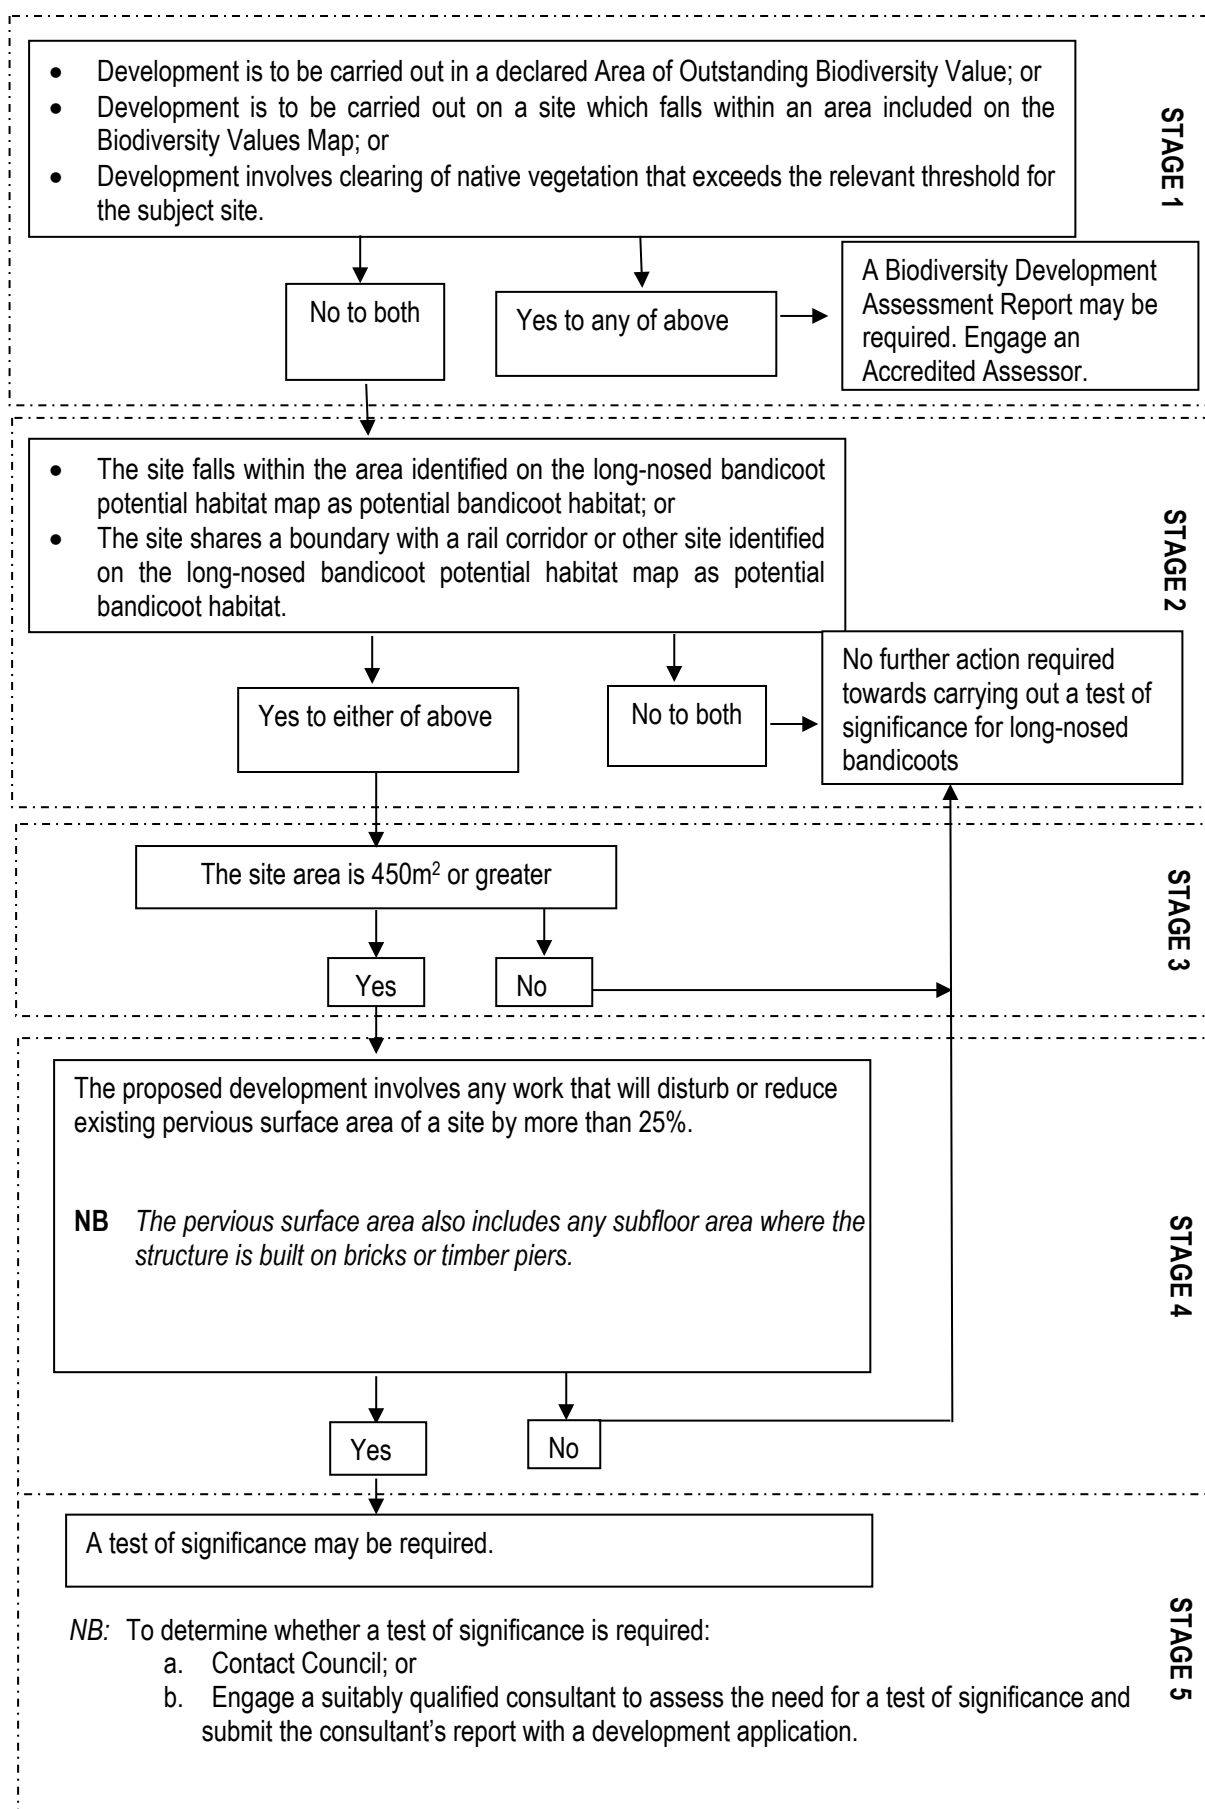 • Development is to be carried out in a declared Area of Outstanding Biodiversity Value; or
• Development is to be carried out on a site which falls within an area included on the
Biodiversity Values Map; or
• Development involves clearing of native vegetation that exceeds the relevant threshold for
the subject site.
STAGE 1
No to both
Yes to any of above
A Biodiversity Development
Assessment Report may be
required. Engage an
Accredited Assessor.
• The site falls within the area identified on the long-nosed bandicoot
potential habitat map as potential bandicoot habitat; or
• The site shares a boundary with a rail corridor or other site identified
on the long-nosed bandicoot potential habitat map as potential
bandicoot habitat.
STAGE 2
Yes to either of above
No to both
No further action required
towards carrying out a test of
significance for long-nosed
bandicoots
The site area is 450m² or greater
STAGE 3
Yes
No
The proposed development involves any work that will disturb or reduce
existing pervious surface area of a site by more than 25%.
NB The pervious surface area also includes any subfloor area where the
structure is built on bricks or timber piers.
STAGE 4
Yes
No
A test of significance may be required.
NB: To determine whether a test of significance is required:
a. Contact Council; or
b. Engage a suitably qualified consultant to assess the need for a test of significance and
submit the consultant's report with a development application.
STAGE 5